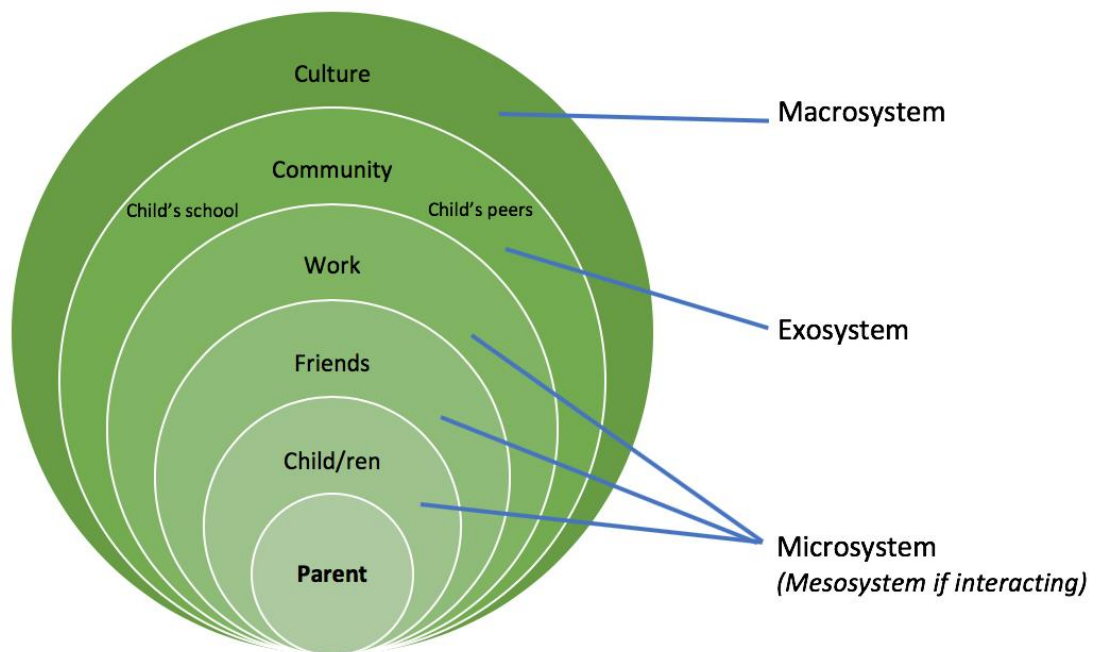 Culture
Macrosystem
Community
Child's school
Child's peers
Work
Exosystem
Friends
Child/ren
Microsystem
(Mesosystem if interacting)
Parent